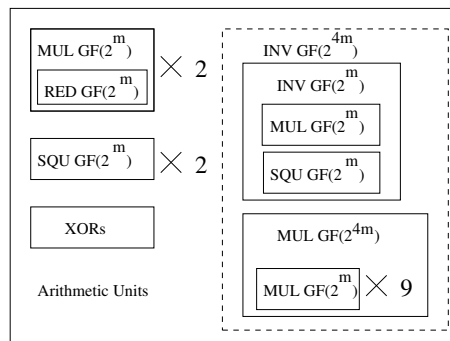 MUL GF(2^m) × 2
RED GF(2^m)
SQU GF(2^m) × 2
XORs
Arithmetic Units
INV GF(2^4m)
INV GF(2^m)
MUL GF(2^m)
SQU GF(2^m)
MUL GF(2^4m)
MUL GF(2^m) × 9